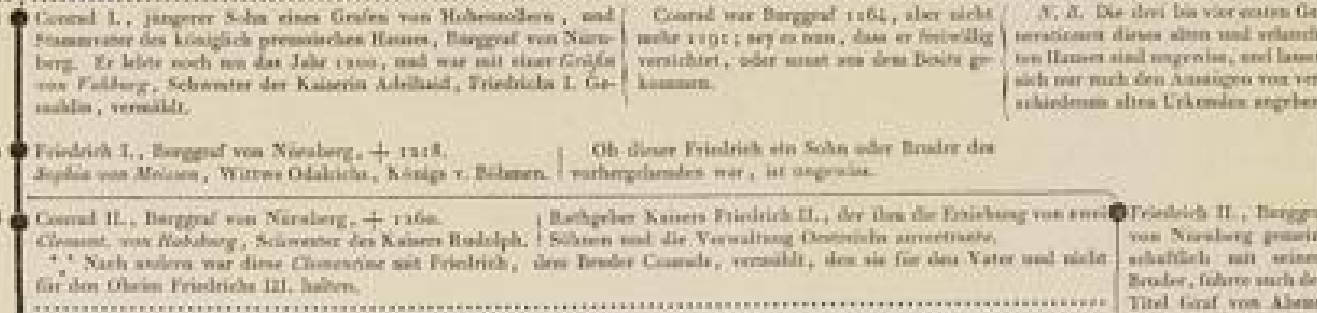 Conrad I., jüngerer Sohn eines Grafen von Hohenzollern, und
Stammvater des königlich preussischen Hauses, Burggraf von Nürn-
berg. Er lebte noch um das Jahr 1200, und war mit einer Gräfin
von Vohburg, Schwester der Kaiserin Adelhaid, Friedrichs I. Ge-
mahlin, vermählt.
Conrad war Burggraf 1164, aber nicht
mehr 1191; sey es nun, dass er freiwillig
verzichtet, oder sonst aus dem Besitz ge-
kommen.
N. B. Die drei bis vier ersten Ge-
nerationen dieses alten und
ten Hauses sind ungewiss, und lassen
sich nur nach den Auszügen von ver-
schiedenen alten Urkunden angeben
Friedrich I., Burggraf von Nürnberg, + 1218.
Sophia von Meissen, Wittwe Odalrichs, Königs v. Böhmen.
Ob dieser Friedrich ein Sohn oder Bruder des
vorhergehenden war, ist ungewiss.
Conrad II., Burggraf von Nürnberg, + 1260.
Clement. von Habsburg, Schwester des Kaisers Rudolph.
Rathgeber Kaisers Friedrich II., der ihm die Erziehung von zwei
Söhnen und die Verwaltung Oestreichs anvertraute.
Nach andern war diese Clementine mit Friedrich, dem Bruder Conrads, vermählt, den sie für den Vater und nicht
für den Oheim Friedrichs III. halten.
Friedrich II., Burggra
von Nürnberg gemein
schaftlich mit seinem
Bruder, führte auch de
Titel Graf von Aben